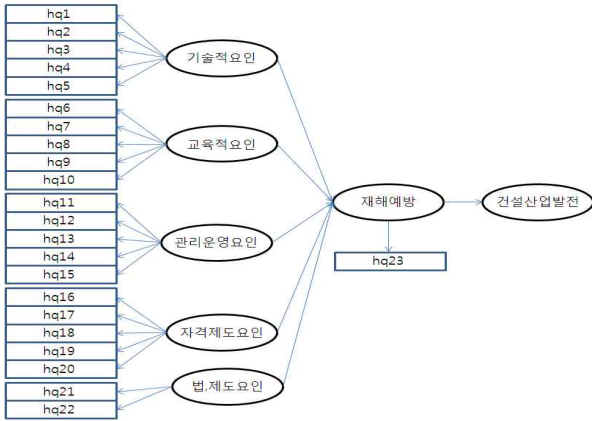 hq1
hq2
hq3
hq4
hq5
기술적요인
hq6
hq7
hq8
hq9
hq10
교육적요인
hq11
hq12
hq13
hq14
hq15
관리운영요인
재해예방
건설산업발전
hq23
hq16
hq17
hq18
hq19
hq20
자격제도요인
hq21
hq22
법,제도요인